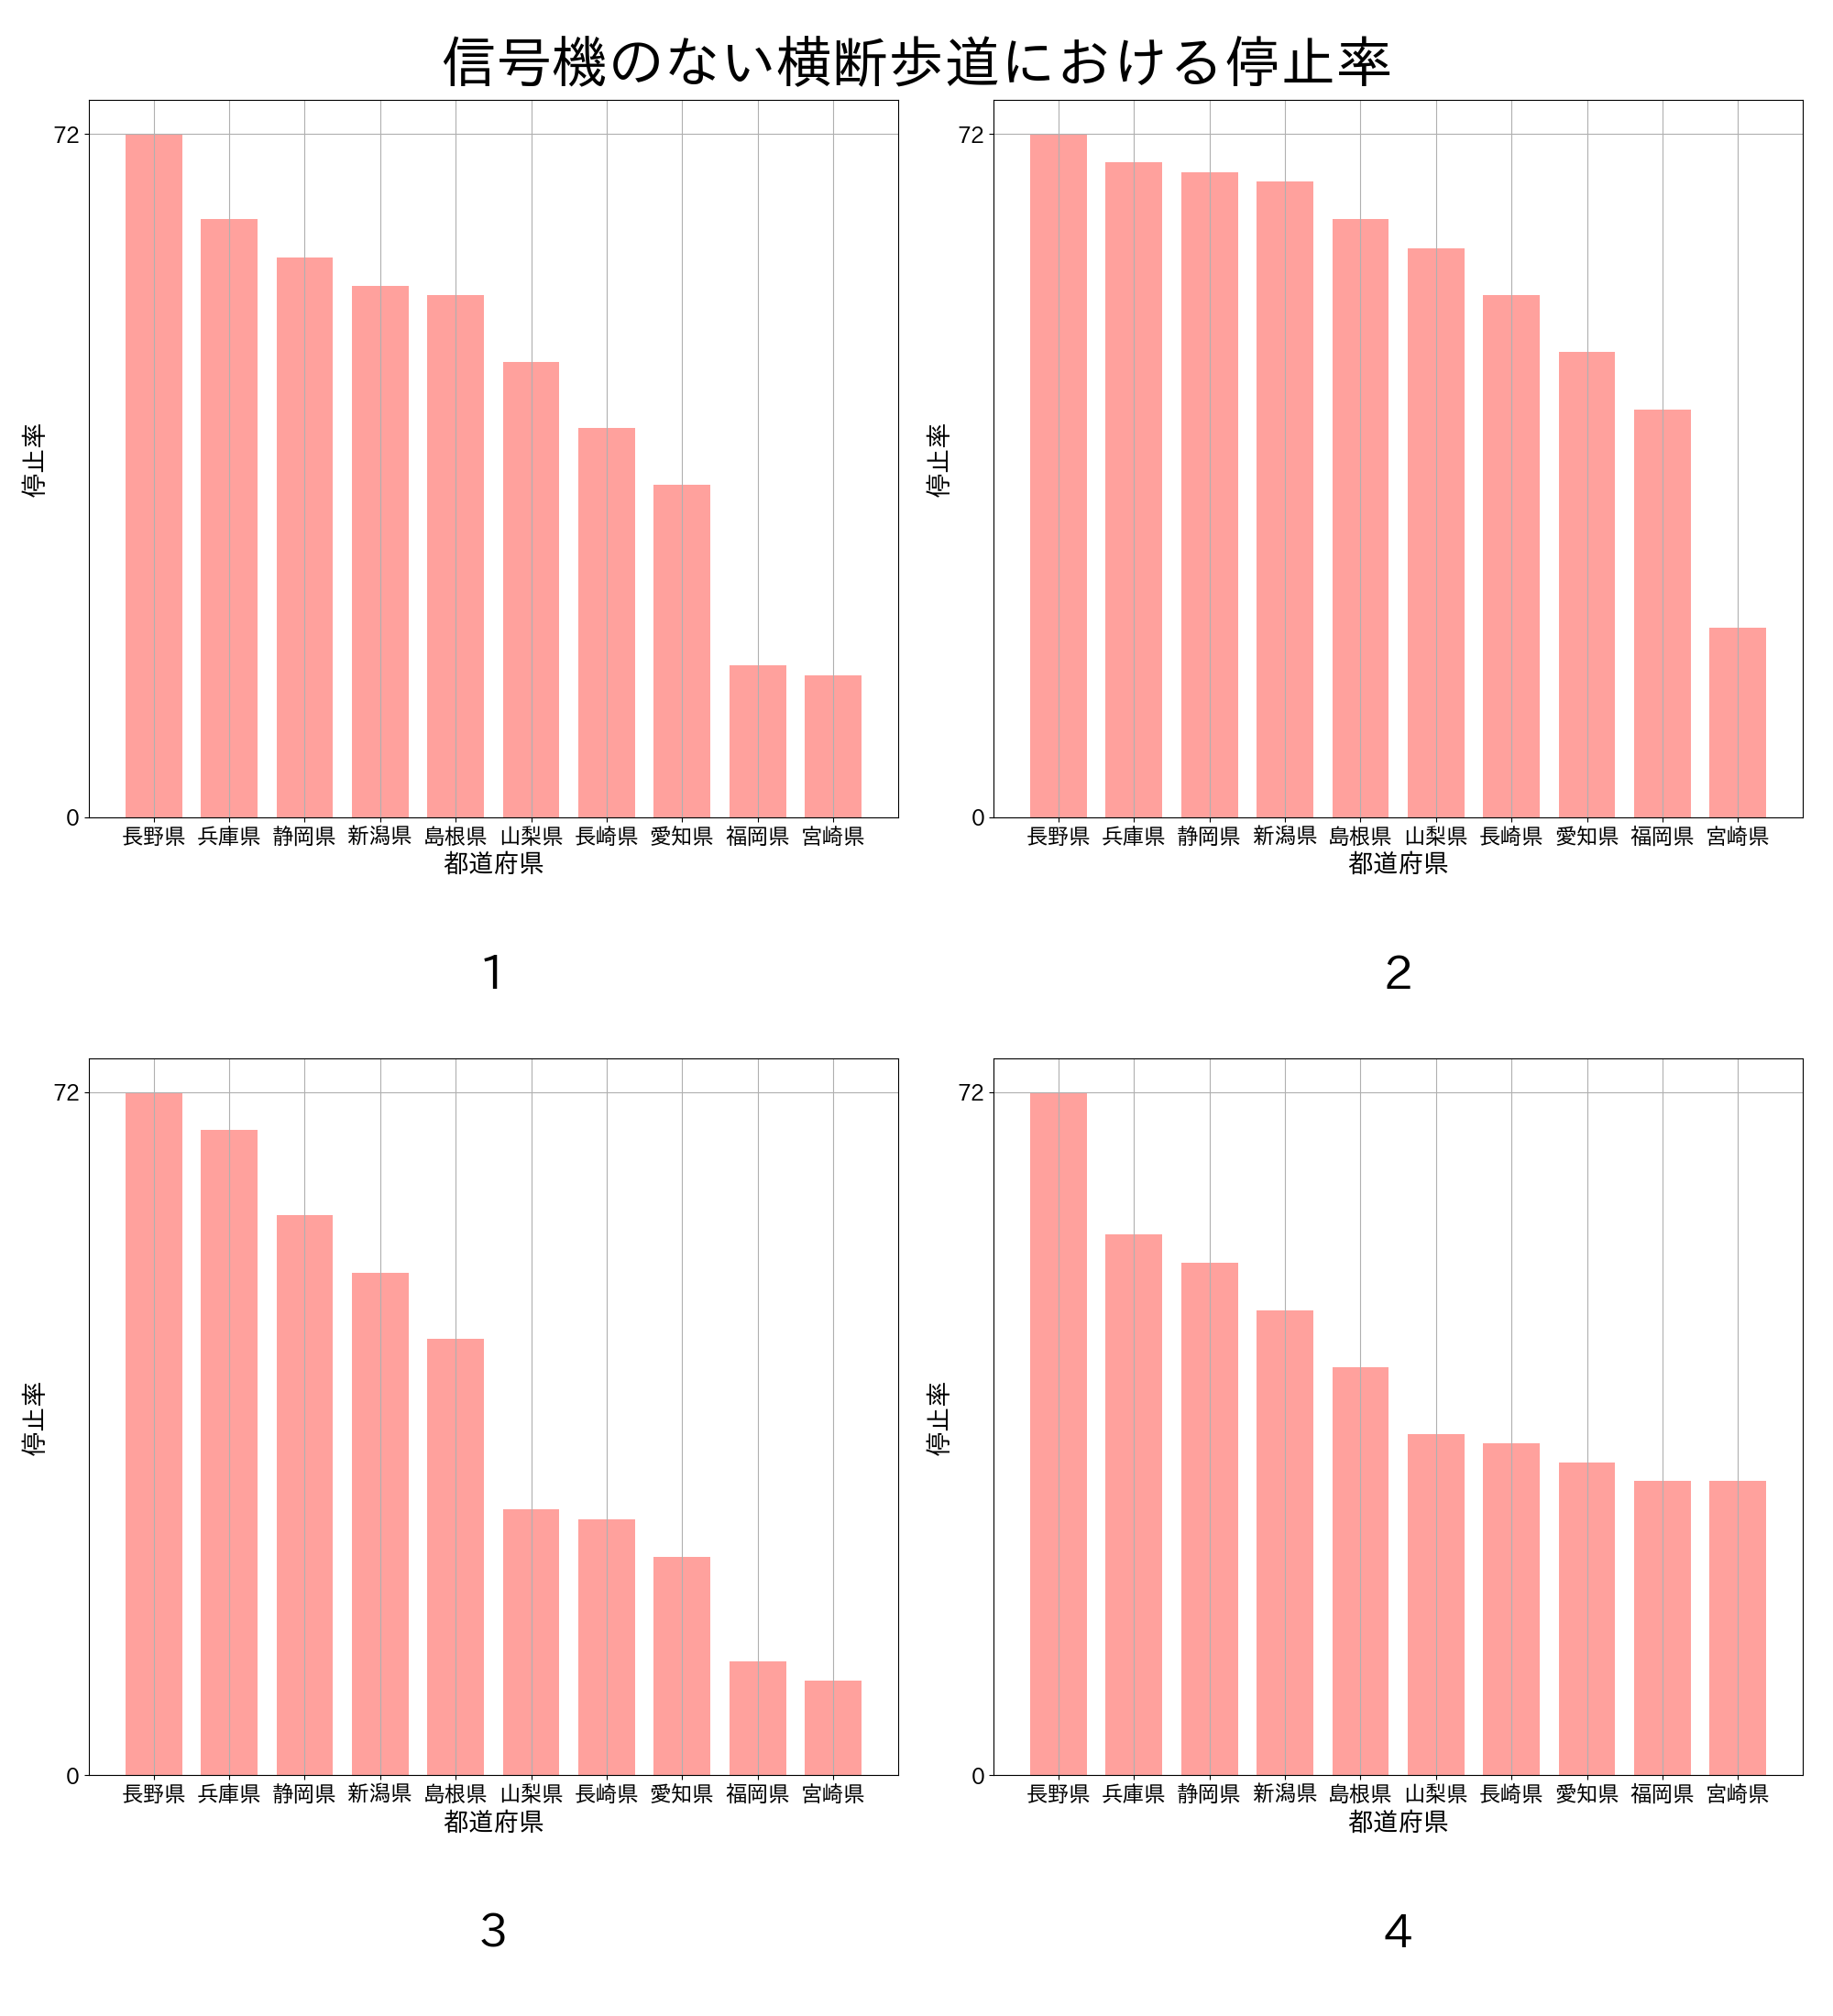 信号機のない横断歩道における停止率
72
0
停止率
長野県 兵庫県 静岡県 新潟県 島根県 山梨県 長崎県 愛知県 福岡県 宮崎県
都道府県
1
72
0
停止率
長野県 兵庫県 静岡県 新潟県 島根県 山梨県 長崎県 愛知県 福岡県 宮崎県
都道府県
2
72
0
停止率
長野県 兵庫県 静岡県 新潟県 島根県 山梨県 長崎県 愛知県 福岡県 宮崎県
都道府県
3
72
0
停止率
長野県 兵庫県 静岡県 新潟県 島根県 山梨県 長崎県 愛知県 福岡県 宮崎県
都道府県
4